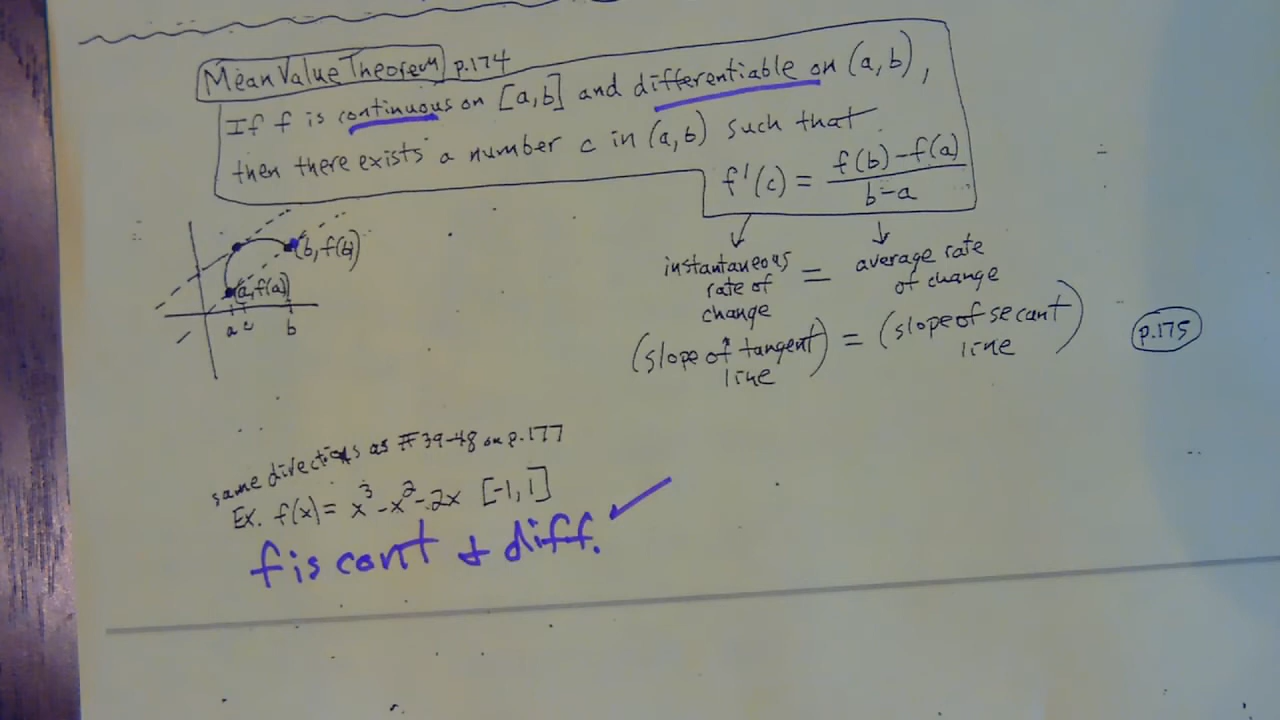 Mean Value Theorem p.174
If f is continuous on [a,b] and differentiable on (a,b),
then there exists a number c in (a,b) such that
f'(c) = f(b)-f(a) / b-a
(b,f(b))
(a,f(a))
a c b
instantaneous rate of change = average rate of change
(slope of tangent line) = (slope of secant line)
p.175
same directions as #39-48 on p.177
Ex. f(x)= x³-x²-2x [-1,1]
f is cont + diff. ✓